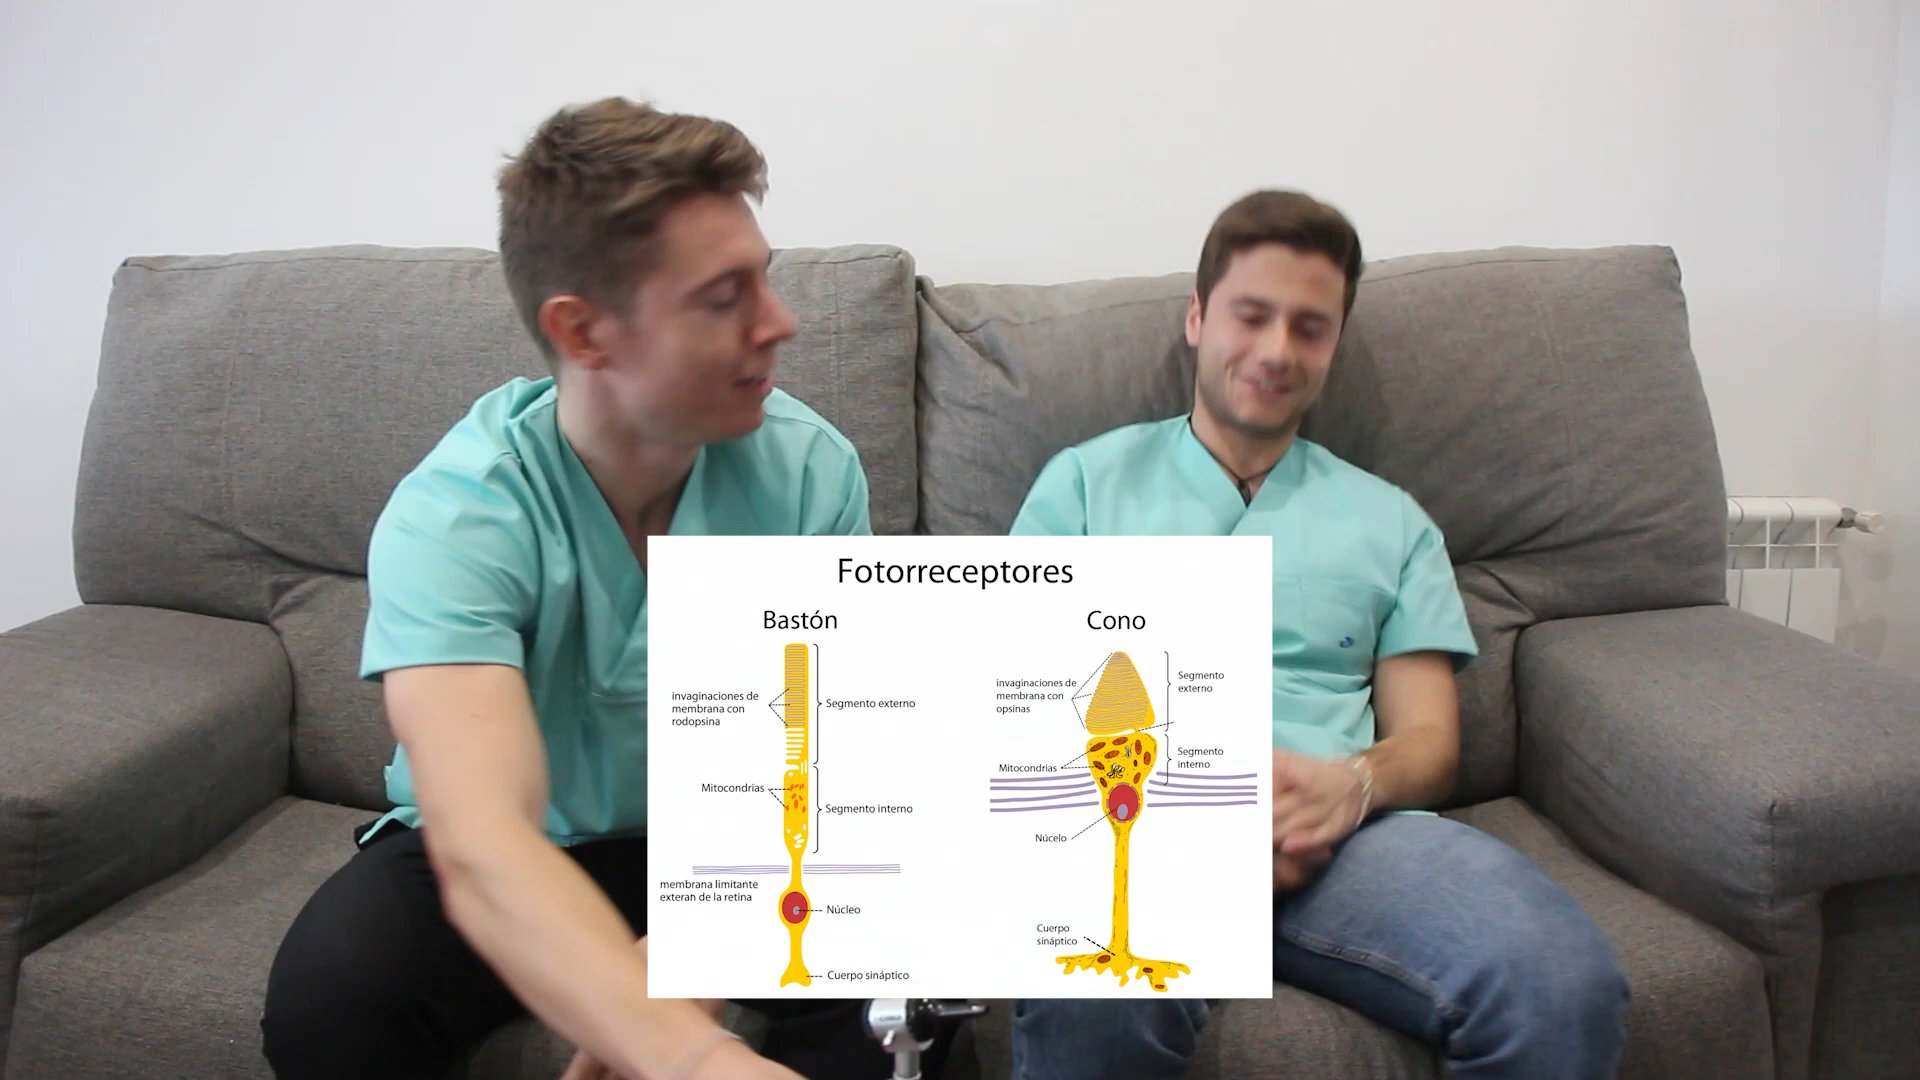 Fotorreceptores
Bastón
invaginaciones de
membrana con
rodopsina
Segmento externo
Mitocondrias
Segmento interno
membrana limitante
exteran de la retina
Núcleo
Cuerpo sináptico
Cono
invaginaciones de
membrana con
opsinas
Segmento
externo
Segmento
interno
Mitocondrias
Núcelo
Cuerpo
sináptico